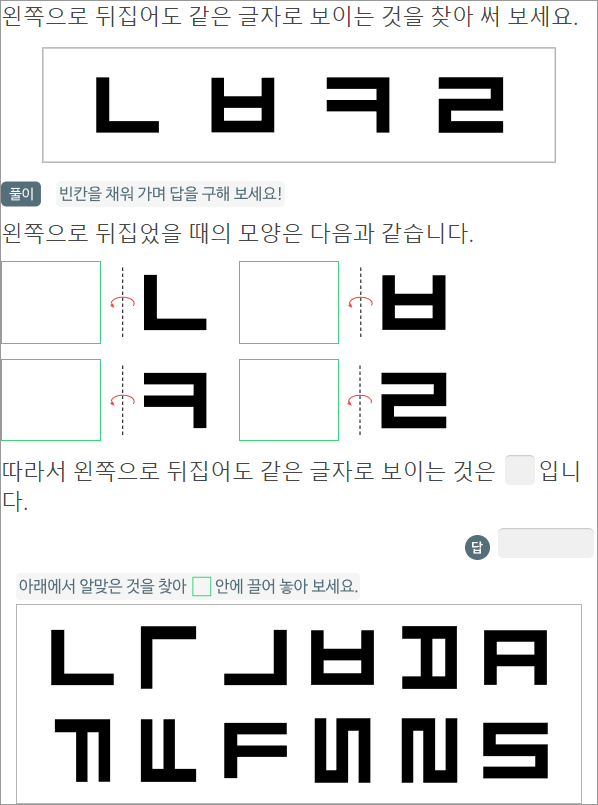 왼쪽으로 뒤집어도 같은 글자로 보이는 것을 찾아 써 보세요.
ㄴ ㅂ ㅋ ㄹ
풀이 빈칸을 채워 가며 답을 구해 보세요!
왼쪽으로 뒤집었을 때의 모양은 다음과 같습니다.
ㄴ ㅂ
ㅋ ㄹ
따라서 왼쪽으로 뒤집어도 같은 글자로 보이는 것은 입니
다.
답
아래에서 알맞은 것을 찾아 안에 끌어 놓아 보세요.